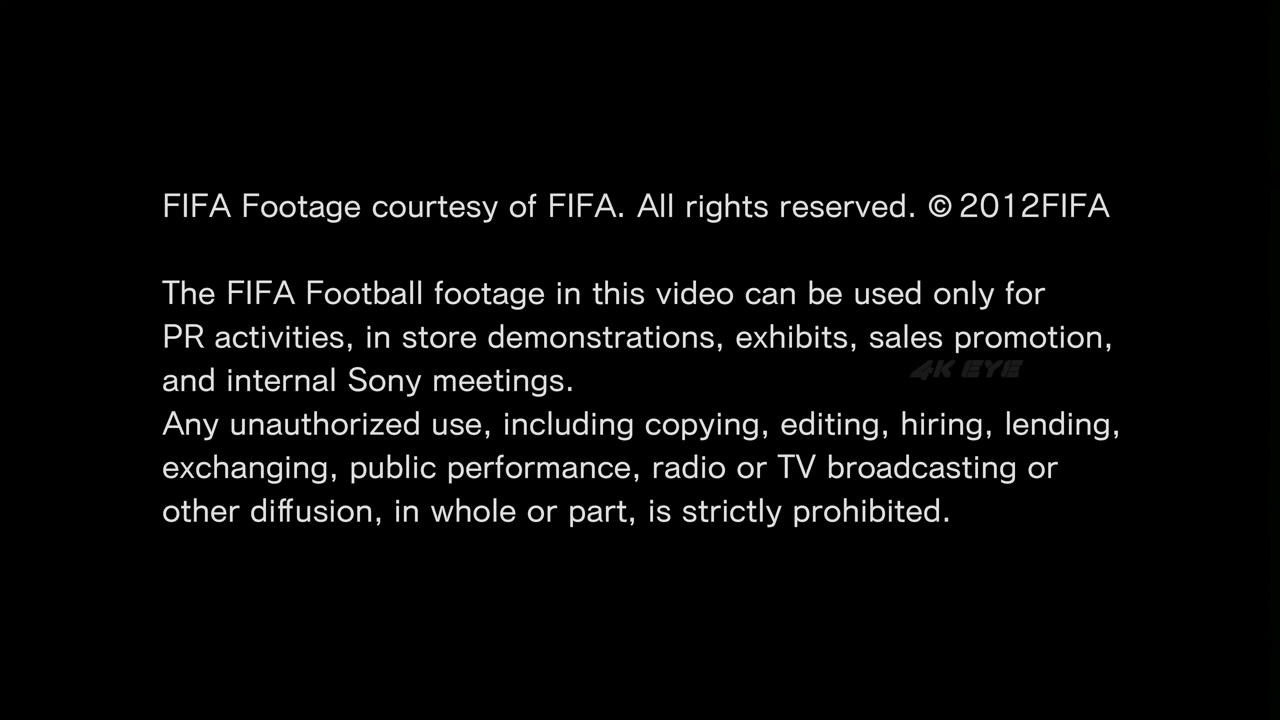 FIFA Footage courtesy of FIFA. All rights reserved. © 2012FIFA
The FIFA Football footage in this video can be used only for
PR activities, in store demonstrations, exhibits, sales promotion,
and internal Sony meetings.
4K EYE
Any unauthorized use, including copying, editing, hiring, lending,
exchanging, public performance, radio or TV broadcasting or
other diffusion, in whole or part, is strictly prohibited.